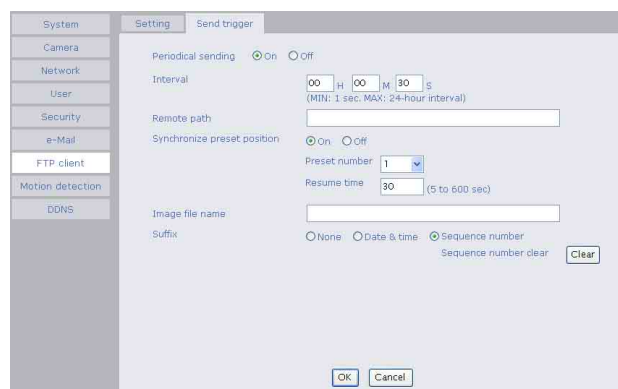 System
Camera
Network
User
Security
e-Mail
FTP client
Motion detection
DDNS
Setting Send trigger
Periodical sending On Off
Interval 00 H 00 M 30 S
(MIN: 1 sec. MAX: 24-hour interval)
Remote path
Synchronize preset position On Off
Preset number 1
Resume time 30 (5 to 600 sec)
Image file name
Suffix None Date & time Sequence number
Sequence number clear Clear
OK Cancel